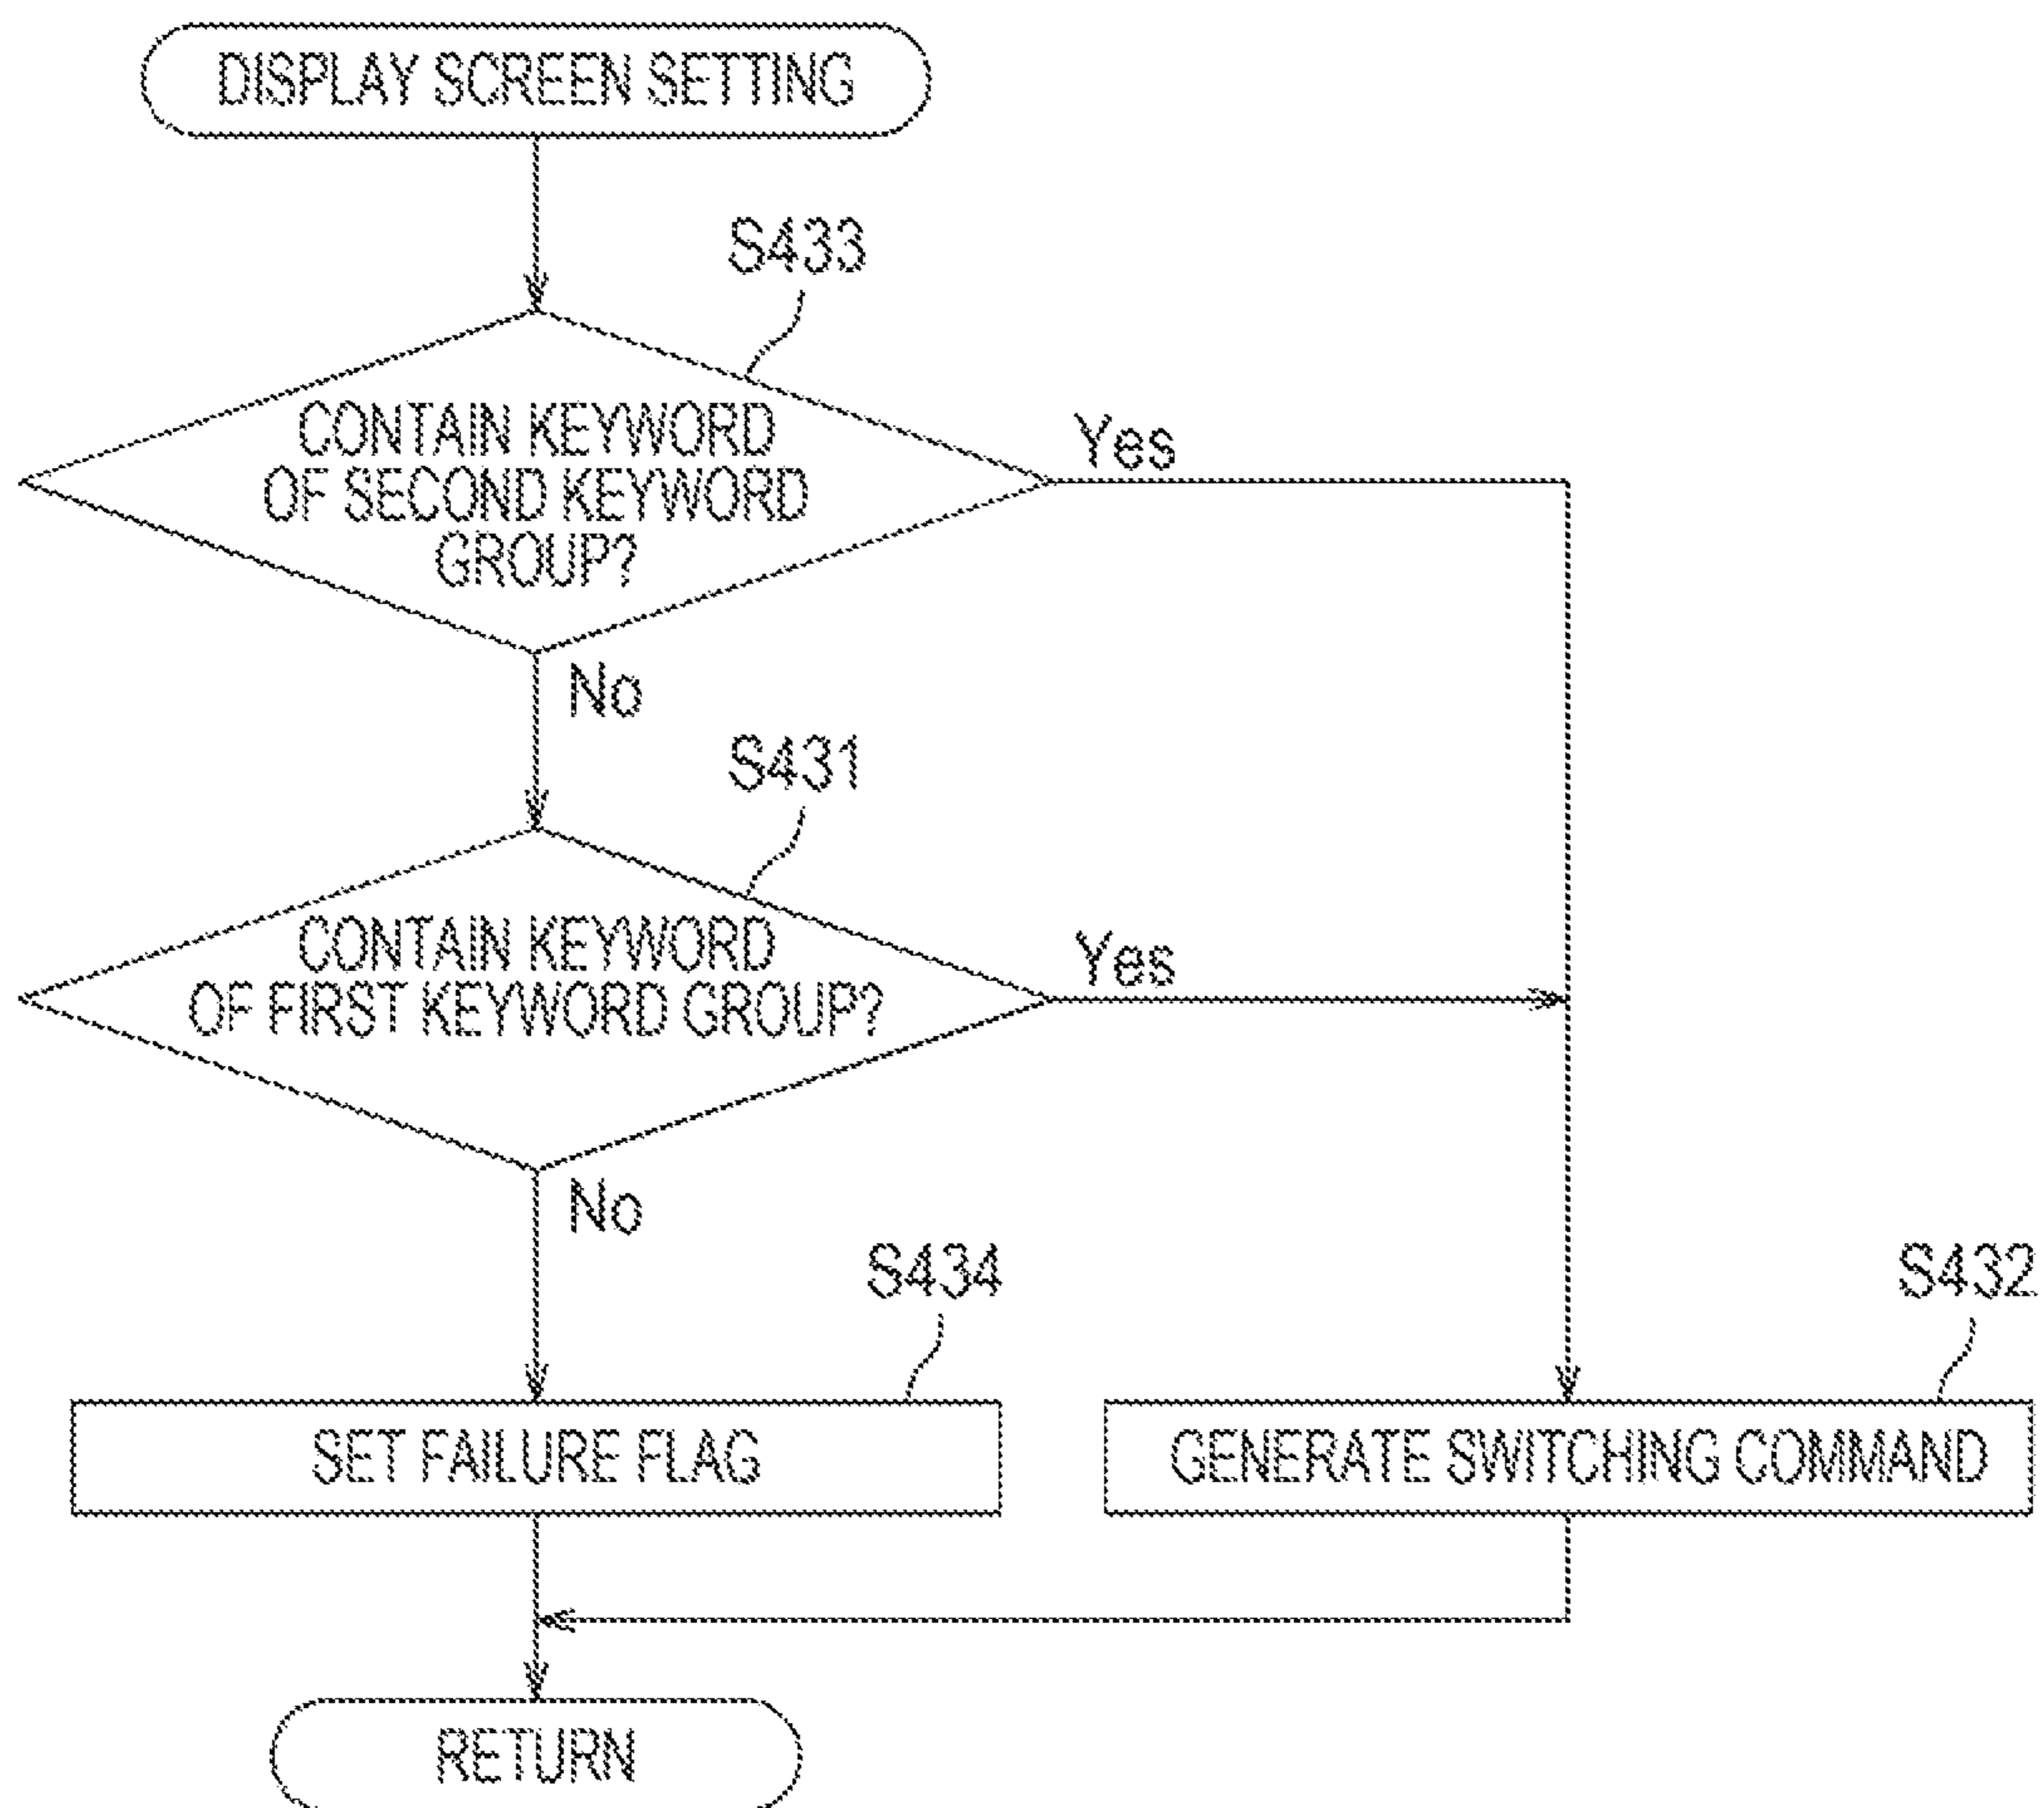 DISPLAY SCREEN SETTING
S433
CONTAIN KEYWORD
OF SECOND KEYWORD
GROUP?
Yes
No
S431
CONTAIN KEYWORD
OF FIRST KEYWORD GROUP?
Yes
No
S434
S432
SET FAILURE FLAG
GENERATE SWITCHING COMMAND
RETURN